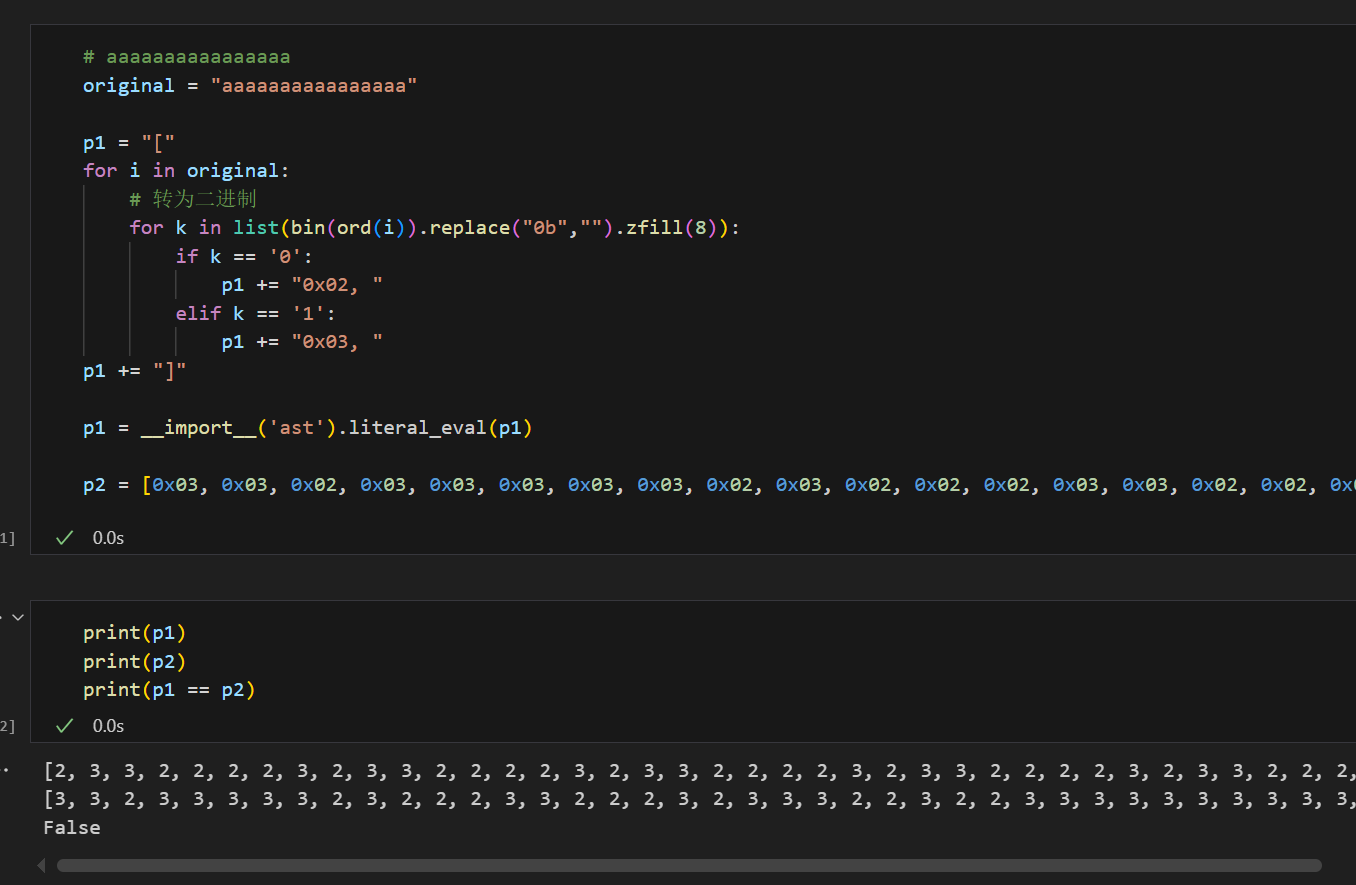 # aaaaaaaaaaaaaaaa
original = "aaaaaaaaaaaaaaaa"
p1 = "["
for i in original:
# 转为二进制
for k in list(bin(ord(i)).replace("0b","").zfill(8)):
if k == '0':
p1 += "0x02, "
elif k == '1':
p1 += "0x03, "
p1 += "]"
p1 = __import__('ast').literal_eval(p1)
p2 = [0x03, 0x03, 0x02, 0x03, 0x03, 0x03, 0x03, 0x03, 0x02, 0x03, 0x02, 0x02, 0x02, 0x03, 0x03, 0x02, 0x02, 0x
1]
0.0s
print(p1)
print(p2)
print(p1 == p2)
2]
0.0s
[2, 3, 3, 2, 2, 2, 2, 3, 2, 3, 3, 2, 2, 2, 2, 3, 2, 3, 3, 2, 2, 2, 2, 3, 2, 3, 3, 2, 2, 2, 2, 3, 2, 3, 3, 2, 2, 2,
[3, 3, 2, 3, 3, 3, 3, 3, 2, 3, 2, 2, 2, 3, 3, 2, 2, 2, 3, 2, 3, 3, 3, 2, 2, 3, 2, 2, 3, 3, 3, 3, 3, 3, 3, 3, 3, 3,
False